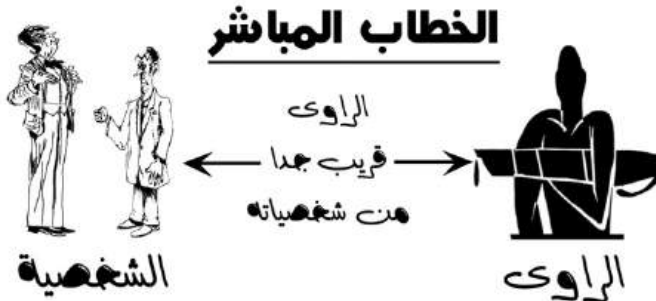 الخطاب المباشر
الراوى
قريب جدا
من شخصياته
الراوى
الشخصية